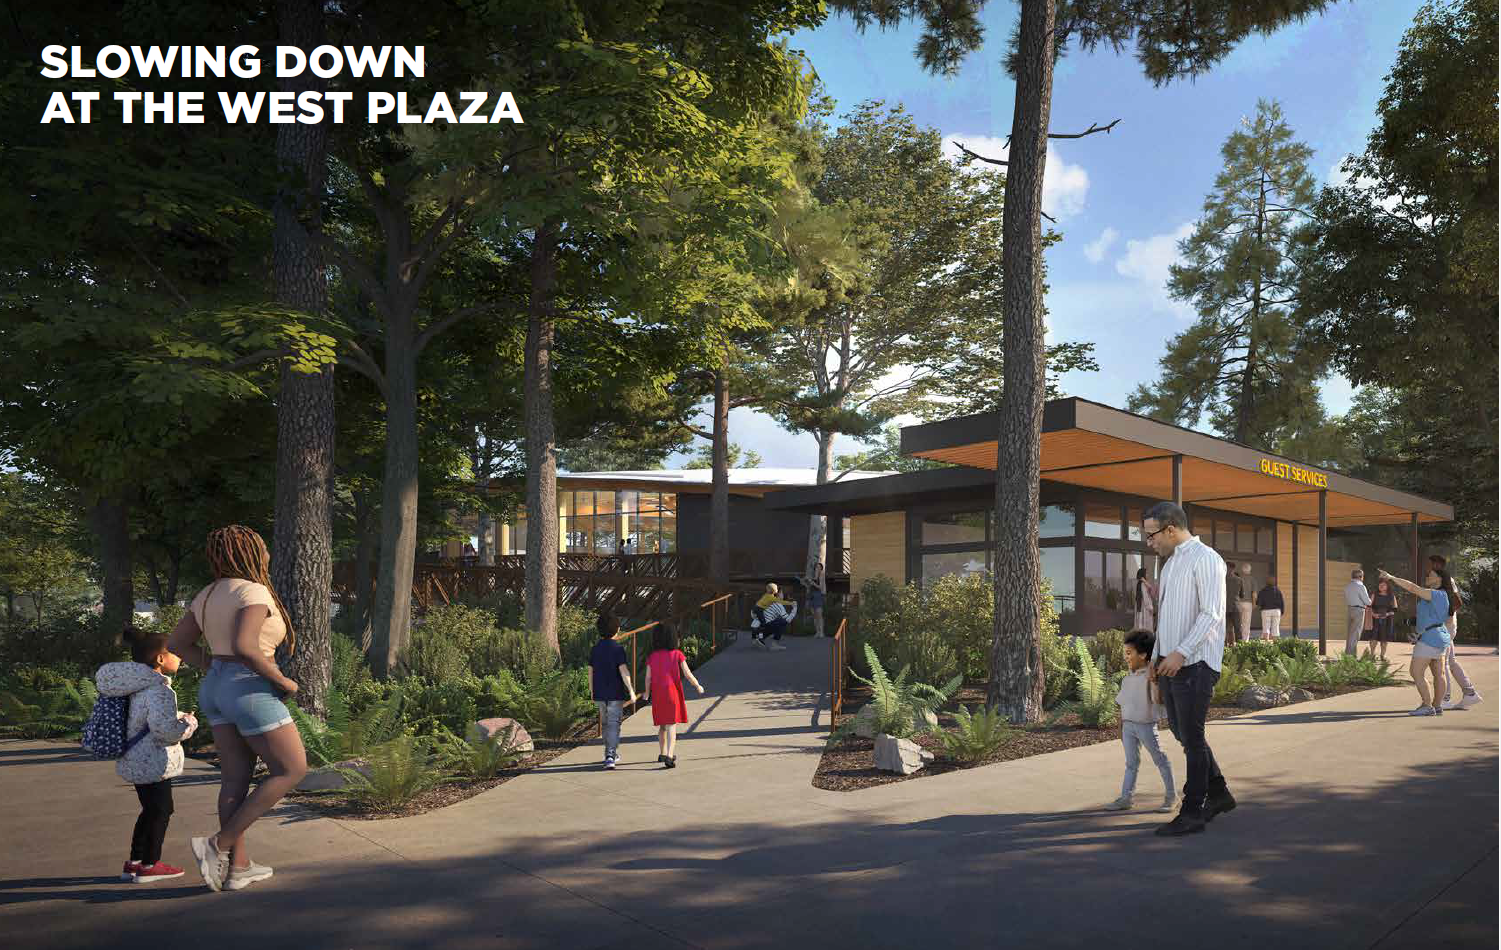 SLOWING DOWN
AT THE WEST PLAZA
GUEST SERVICES